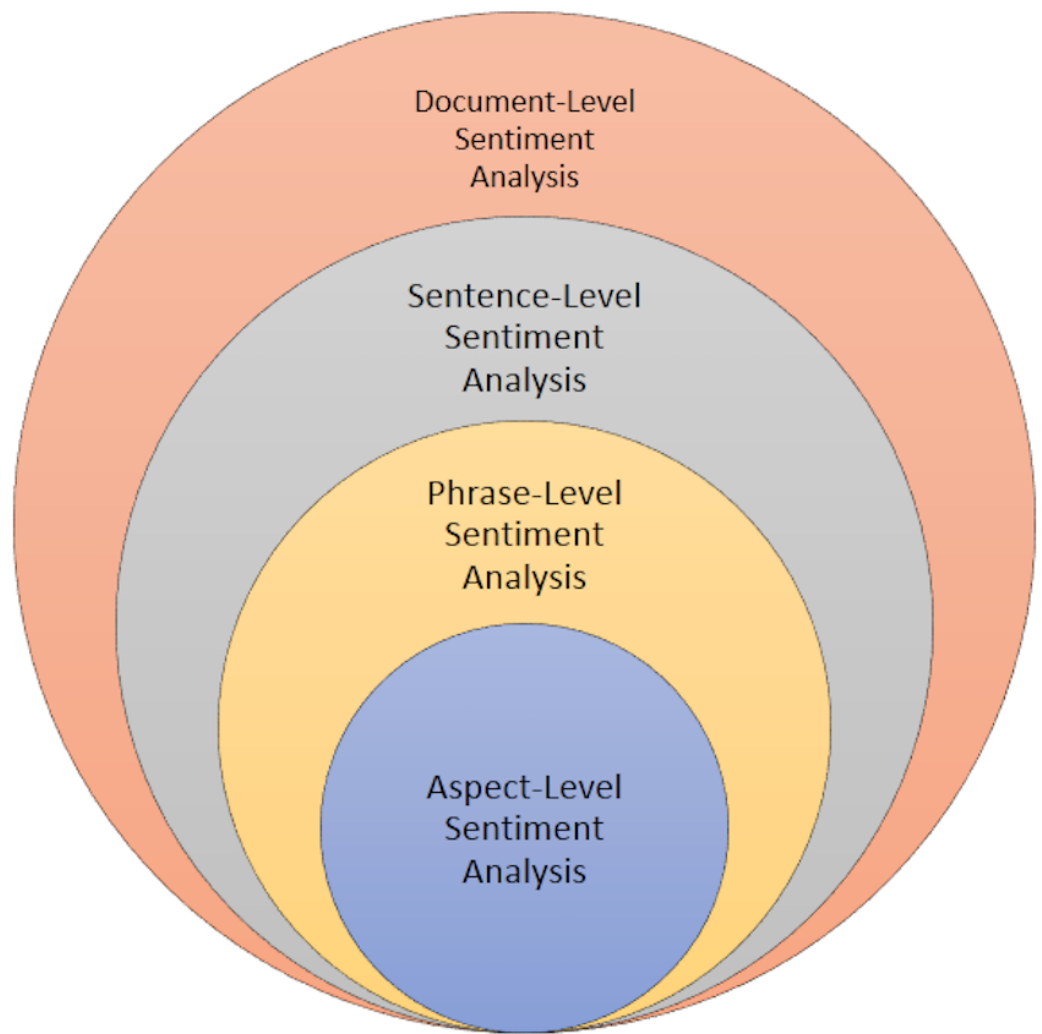 Document-Level
Sentiment
Analysis
Sentence-Level
Sentiment
Analysis
Phrase-Level
Sentiment
Analysis
Aspect-Level
Sentiment
Analysis